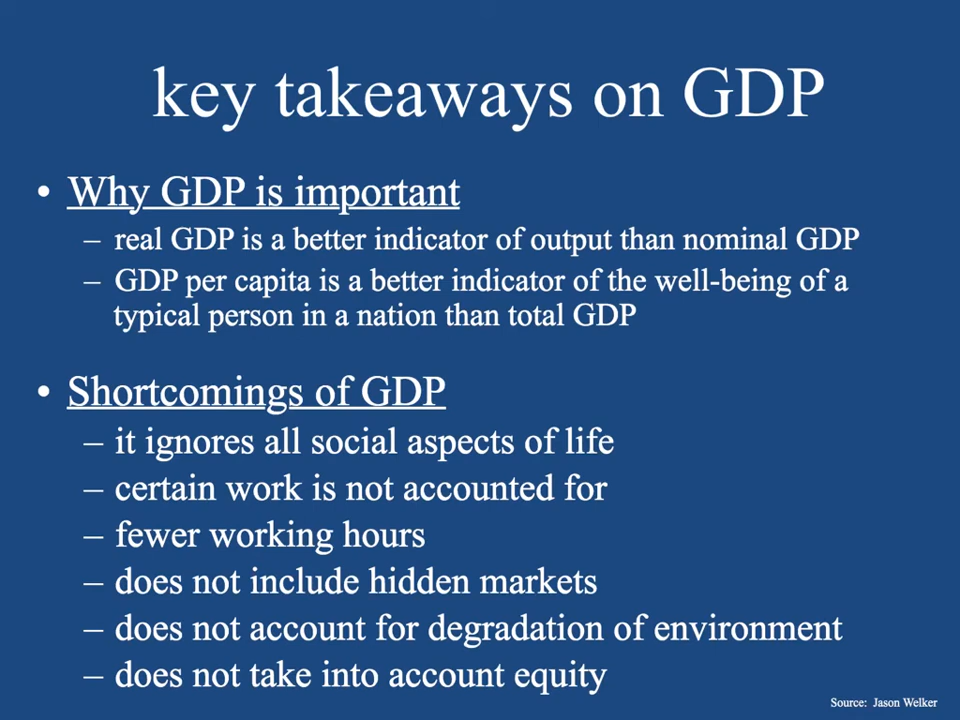 key takeaways on GDP
• Why GDP is important
– real GDP is a better indicator of output than nominal GDP
– GDP per capita is a better indicator of the well-being of a
typical person in a nation than total GDP
• Shortcomings of GDP
– it ignores all social aspects of life
– certain work is not accounted for
– fewer working hours
– does not include hidden markets
– does not account for degradation of environment
– does not take into account equity
Source: Jason Welker